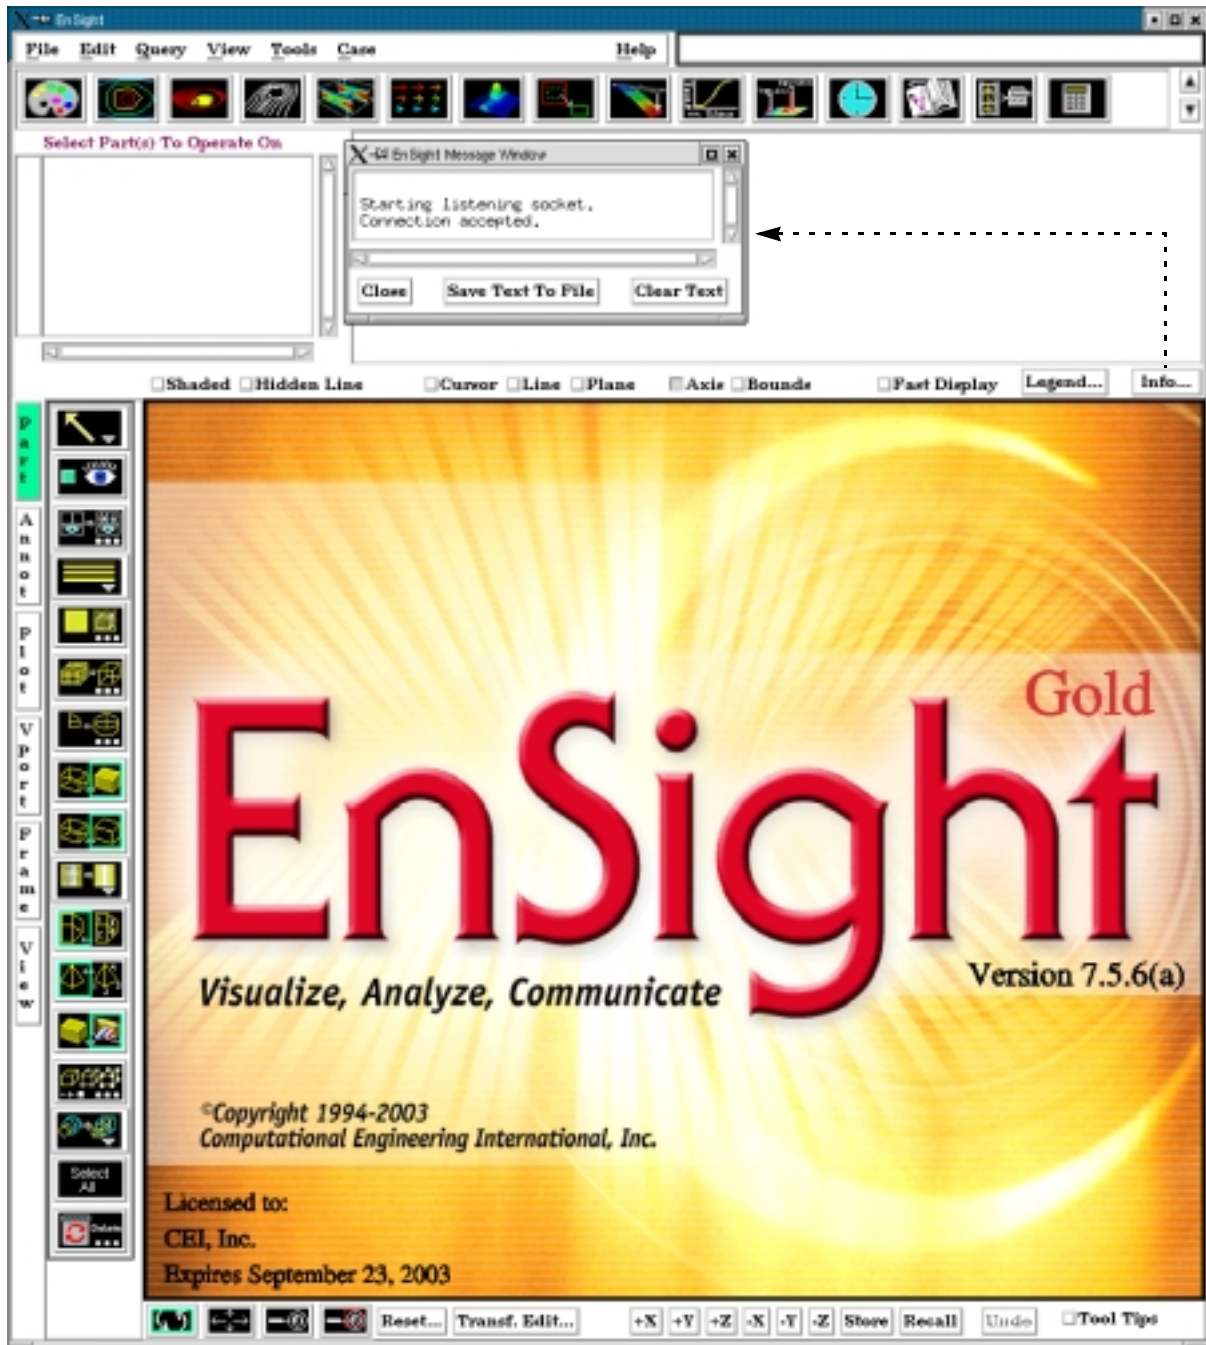 EnSight
File Edit Query View Tools Case Help
Select Part(s) To Operate On
EnSight Message Window
Starting listening socket.
Connection accepted.
Close Save Text To File Clear Text
Shaded Hidden Line Cursor Line Plane Axis Bounds Fast Display Legend... Info...
Part
Annot
Plot
VPort
Frame
View
Select
All
Delete
Gold
EnSight
Version 7.5.6(a)
Visualize, Analyze, Communicate
©Copyright 1994-2003
Computational Engineering International, Inc.
Licensed to:
CEI, Inc.
Expires September 23, 2003
Reset... Transf. Edit... +X +Y +Z -X -Y -Z Store Recall Undo Tool Tips